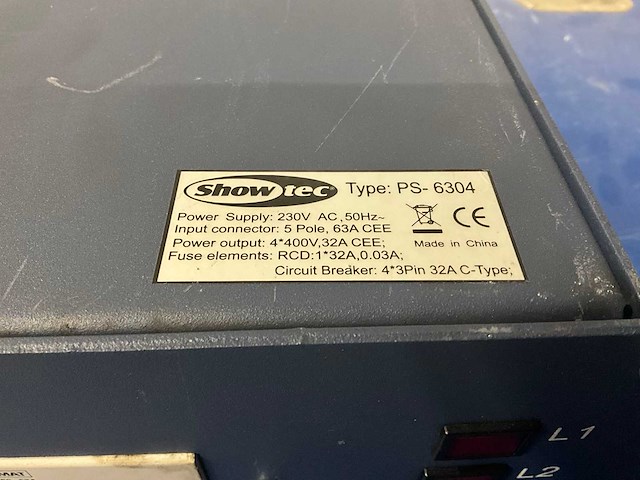 Showtec Type: PS- 6304
Power Supply: 230V AC,50Hz~
Input connector: 5 Pole, 63A CEE
Power output: 4*400V,32A CEE;
Made in China
Fuse elements: RCD:1*32A,0.03A;
Circuit Breaker: 4*3Pin 32A C-Type;
CE
L1
L2